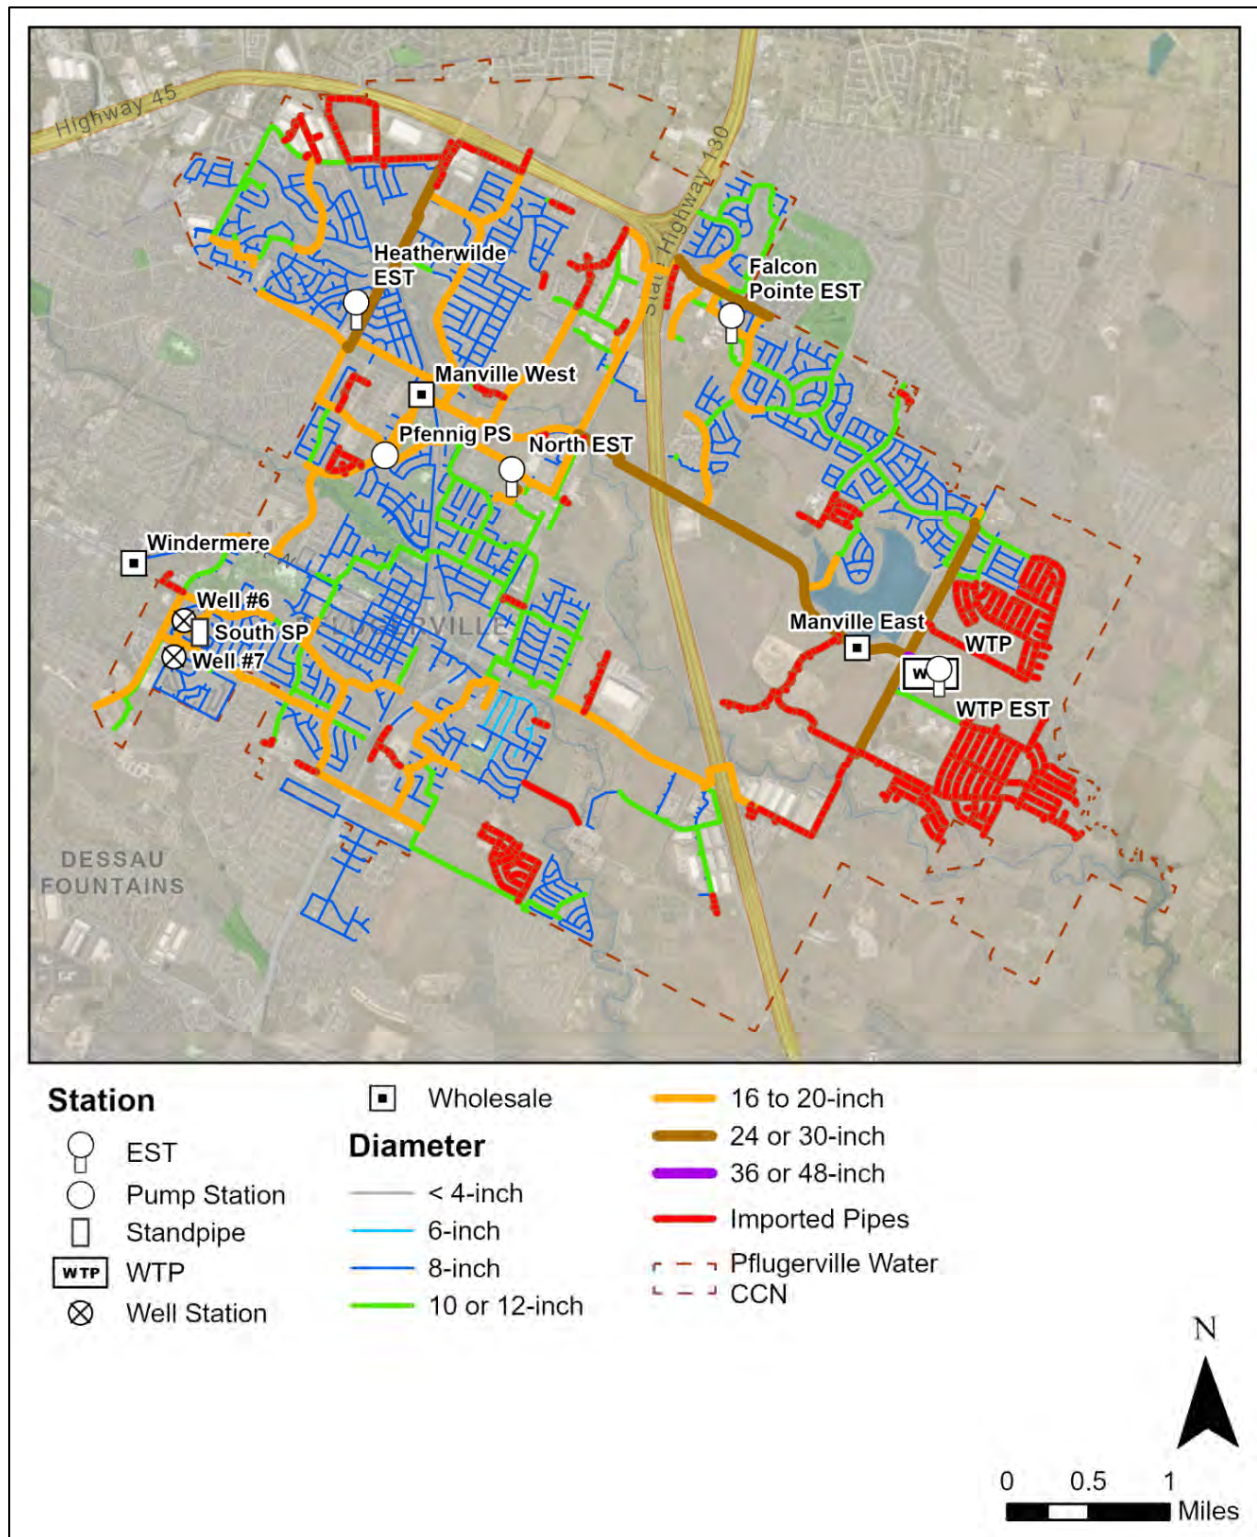 Highway 45
State Highway 130
Heatherwilde
EST
Falcon
Pointe EST
Manville West
Pfennig PS
North EST
Windermere
N
Well #6
South SP
Well #7
Manville East
WTP
WTP EST
DESSAU
FOUNTAINS
Station
EST
Pump Station
Standpipe
WTP WTP
Well Station
Wholesale
Diameter
< 4-inch
6-inch
8-inch
10 or 12-inch
16 to 20-inch
24 or 30-inch
36 or 48-inch
Imported Pipes
Pflugerville Water
CCN
N
0 0.5 1
Miles